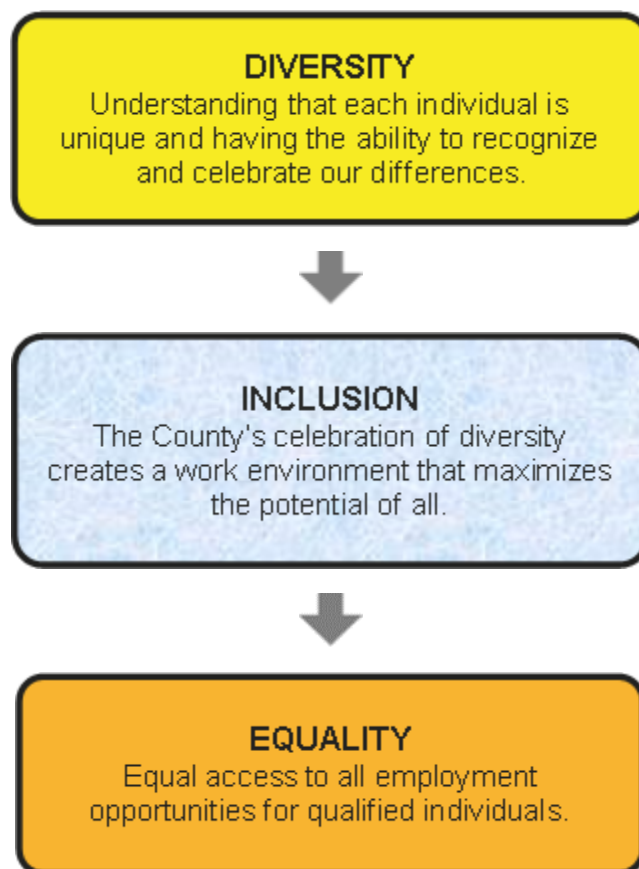 DIVERSITY
Understanding that each individual is
unique and having the ability to recognize
and celebrate our differences.
INCLUSION
The County's celebration of diversity
creates a work environment that maximizes
the potential of all.
EQUALITY
Equal access to all employment
opportunities for qualified individuals.